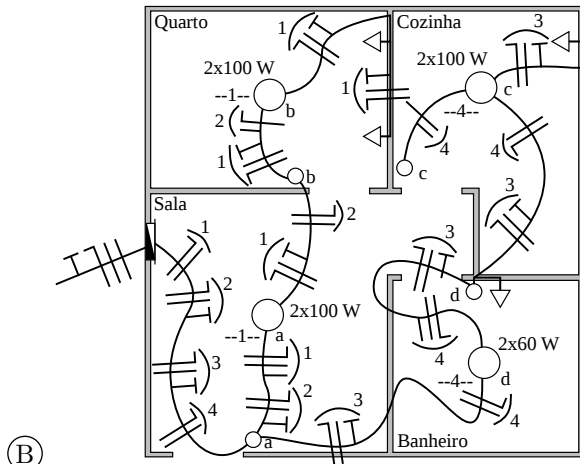 Quarto
Cozinha
1
3
2x100 W
2x100 W
--1--
b
1
c
2
--4--
4
4
1
b
c
Sala
3
2
1
1
3
2
2x100 W
d
--1--
a
2x60 W
1
4
3
d
--4--
2
4
3
4
a
Banheiro
B